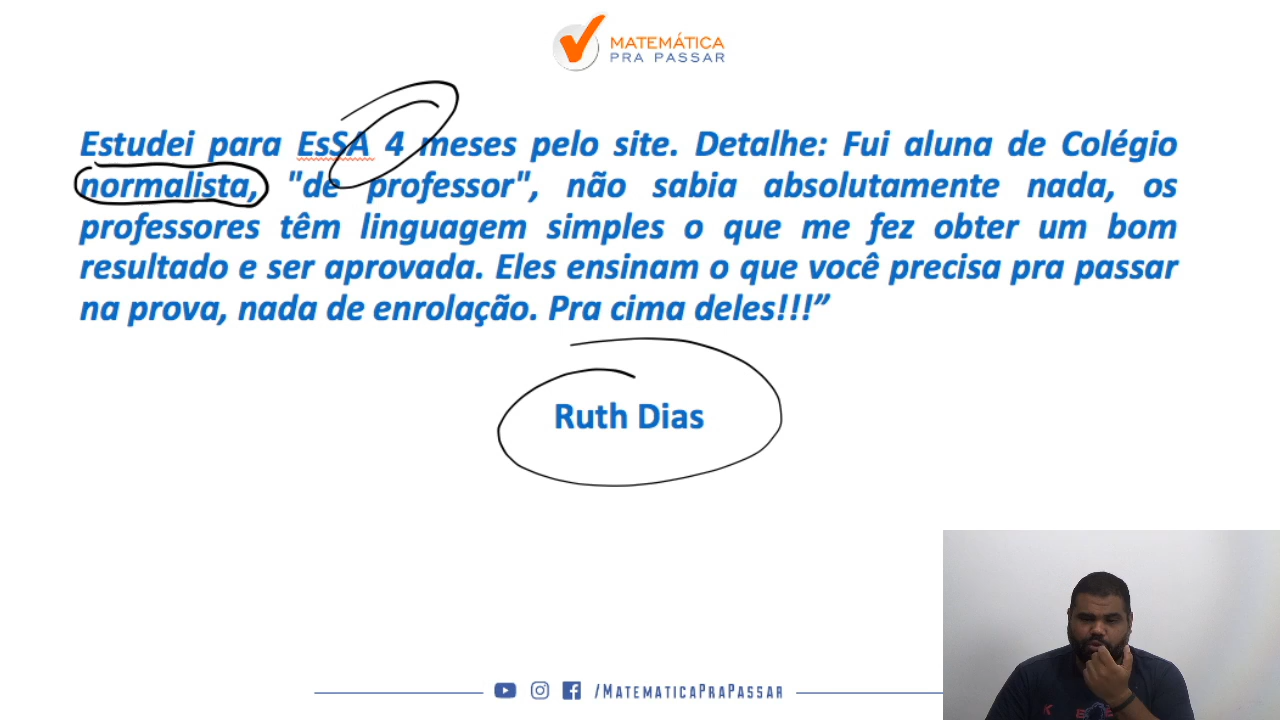 MATEMÁTICA
PRA PASSAR
Estudei para EsSA 4 meses pelo site. Detalhe: Fui aluna de Colégio
normalista, "de professor", não sabia absolutamente nada, os
professores têm linguagem simples o que me fez obter um bom
resultado e ser aprovada. Eles ensinam o que você precisa pra passar
na prova, nada de enrolação. Pra cima deles!!!”
Ruth Dias
/MATEMATICAPRAPASSAR